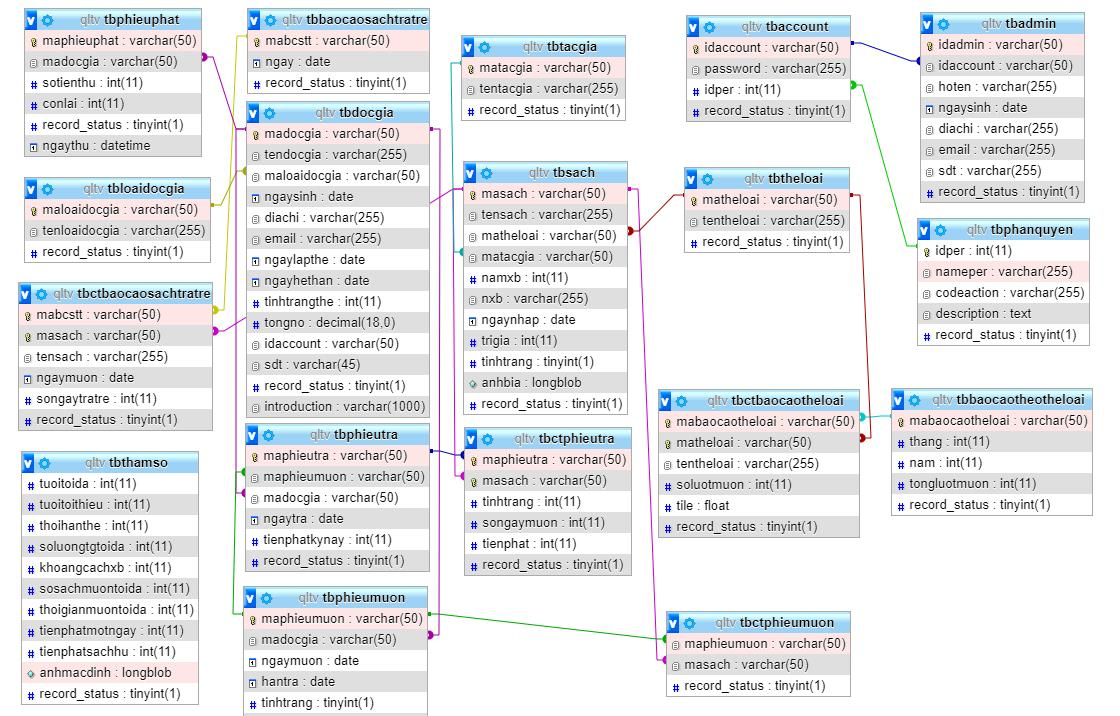 qltv tbphieuphat
maphieuphat : varchar(50)
madocgia : varchar(50)
sotienthu : int(11)
conlai : int(11)
record_status : tinyint(1)
ngaythu : datetime
qltv tbloaidocgia
maloaidocgia : varchar(50)
tenloaidocgia : varchar(255)
record_status : tinyint(1)
qltv tbctbaocaosachtratre
mabcstt : varchar(50)
masach : varchar(50)
tensach : varchar(255)
ngaymuon : date
songaytratre : int(11)
record_status : tinyint(1)
qltv tbthamso
tuoitoida : int(11)
tuoitoithieu : int(11)
thoihanthe : int(11)
soluongtgtoida : int(11)
khoangcachxb : int(11)
sosachmuontoida : int(11)
thoigianmuontoida : int(11)
tienphatmotngay : int(11)
tienphatsachhu : int(11)
anhmacdinh : longblob
record_status : tinyint(1)
qltv tbbaocaosachtratre
mabcstt : varchar(50)
ngay : date
record_status : tinyint(1)
qltv tbdocgia
madocgia : varchar(50)
tendocgia : varchar(255)
maloaidocgia : varchar(50)
ngaysinh : date
diachi : varchar(255)
email : varchar(255)
ngaylapthe : date
ngayhethan : date
tinhtrangthe : int(11)
tongno : decimal(18,0)
idaccount : varchar(50)
sdt : varchar(45)
record_status : tinyint(1)
introduction : varchar(1000)
qltv tbphieutra
maphieutra : varchar(50)
maphieumuon : varchar(50)
madocgia : varchar(50)
ngaytra : date
tienphatkynay : int(11)
record_status : tinyint(1)
qltv tbphieumuon
maphieumuon : varchar(50)
madocgia : varchar(50)
ngaymuon : date
hantra : date
tinhtrang : tinyint(1)
qltv tbtacgia
matacgia : varchar(50)
tentacgia : varchar(255)
record_status : tinyint(1)
qltv tbsach
masach : varchar(50)
tensach : varchar(255)
matheloai : varchar(50)
matacgia : varchar(50)
namxb : int(11)
nxb : varchar(255)
ngaynhap : date
trigia : int(11)
tinhtrang : tinyint(1)
anhbia : longblob
record_status : tinyint(1)
qltv tbctphieutra
maphieutra : varchar(50)
masach : varchar(50)
tinhtrang : int(11)
songaymuon : int(11)
tienphat : int(11)
record_status : tinyint(1)
qltv tbaccount
idaccount : varchar(50)
password : varchar(255)
idper : int(11)
record_status : tinyint(1)
qltv tbtheloai
matheloai : varchar(50)
tentheloai : varchar(255)
record_status : tinyint(1)
qltv tbctbaocaotheloai
mabaocaotheloai : varchar(50)
matheloai : varchar(50)
tentheloai : varchar(255)
soluotmuon : int(11)
tile : float
record_status : tinyint(1)
qltv tbctphieumuon
maphieumuon : varchar(50)
masach : varchar(50)
record_status : tinyint(1)
qltv tbadmin
idadmin : varchar(50)
idaccount : varchar(50)
hoten : varchar(255)
ngaysinh : date
diachi : varchar(255)
email : varchar(255)
sdt : varchar(255)
record_status : tinyint(1)
qltv tbphanquyen
idper : int(11)
nameper : varchar(255)
codeaction : varchar(255)
description : text
record_status : tinyint(1)
qltv tbbaocaotheotheloai
mabaocaotheloai : varchar(50)
thang : int(11)
nam : int(11)
tongluotmuon : int(11)
record_status : tinyint(1)